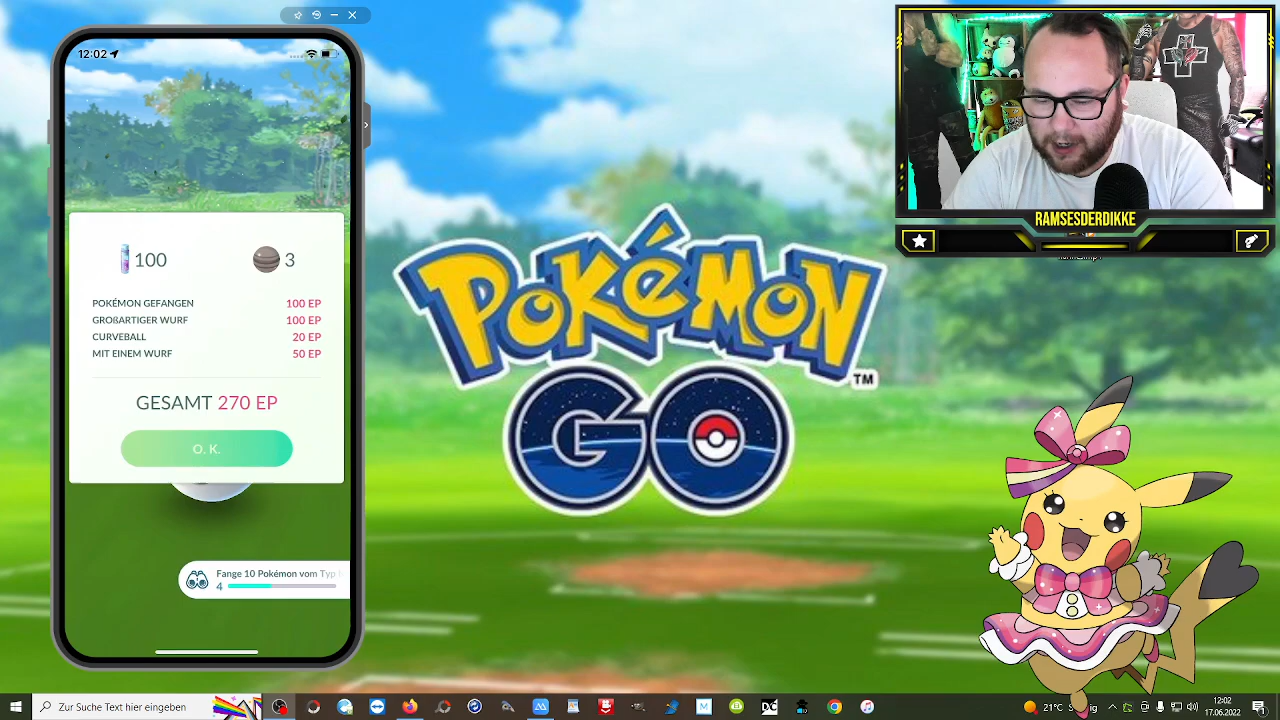 12:02
100
3
POKÉMON GEFANGEN 100 EP
GROßARTIGER WURF 100 EP
CURVEBALL 20 EP
MIT EINEM WURF 50 EP
GESAMT 270 EP
O. K.
Fange 10 Pokémon vom Typ
4
POKÉMON
GO
TM
RAMSESDERDIKKE
Zur Suche Text hier eingeben
21°C
12:02
17.06.2022